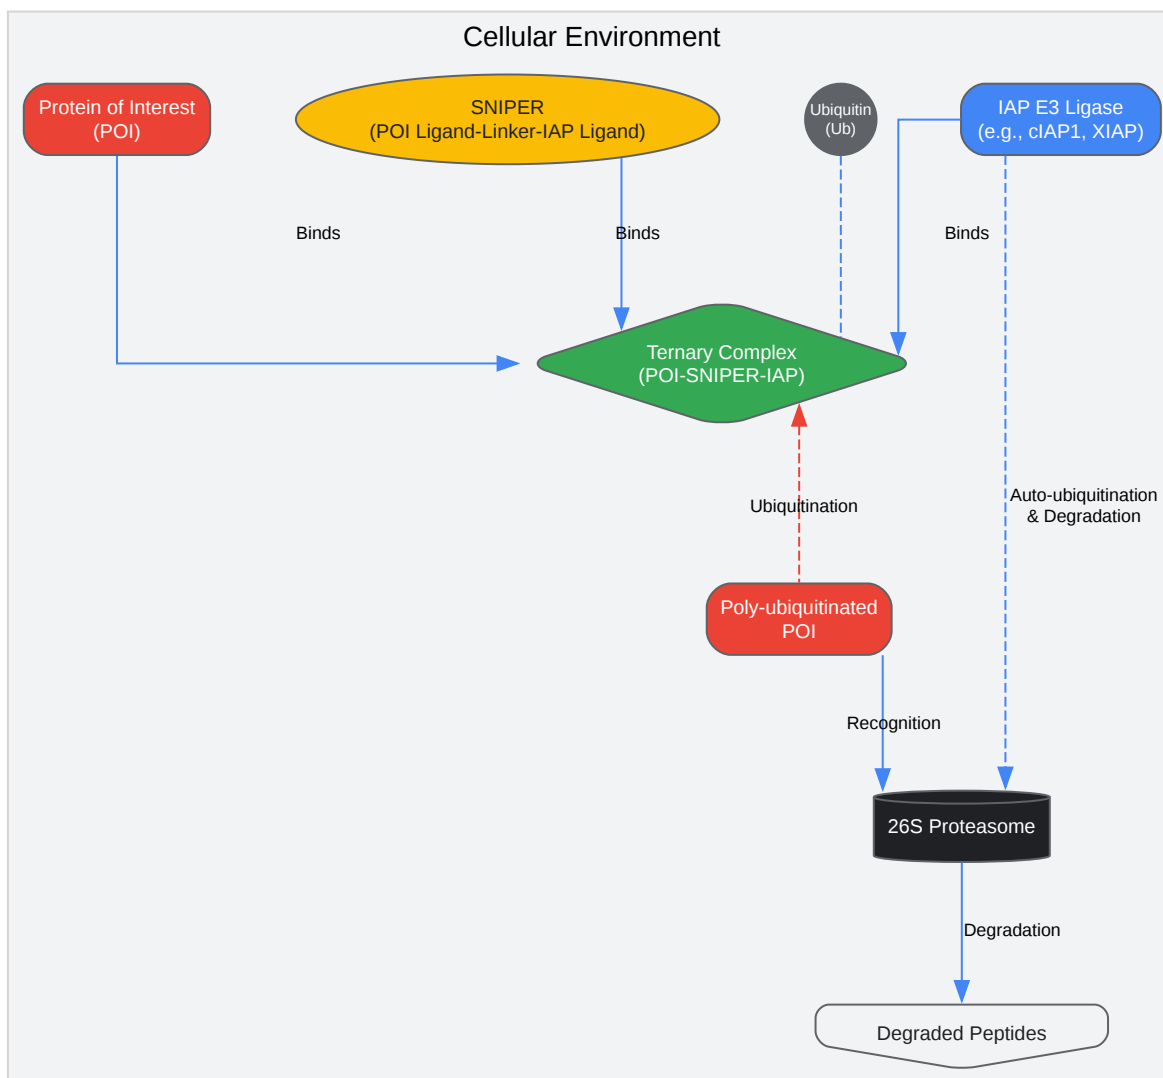 Cellular Environment
Protein of Interest
(POI)
SNIPER
(POI Ligand-Linker-IAP Ligand)
Ubiquitin
(Ub)
IAP E3 Ligase
(e.g., cIAP1, XIAP)
Binds
Binds
Binds
Ternary Complex
(POI-SNIPER-IAP)
Ubiquitination
Auto-ubiquitination
& Degradation
Poly-ubiquitinated
POI
Recognition
26S Proteasome
Degradation
Degraded Peptides